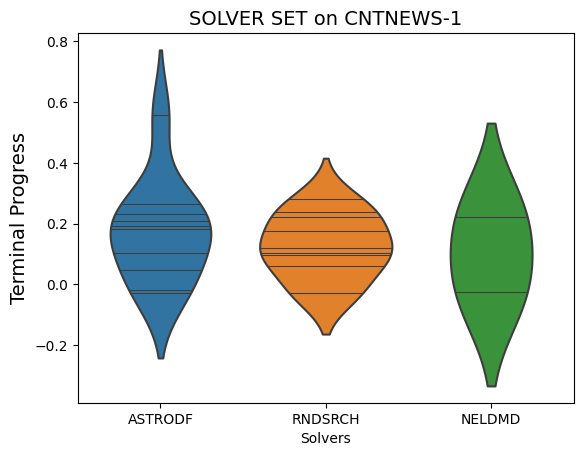 SOLVER SET on CNTNEWS-1
Terminal Progress
0.8
0.6
0.4
0.2
0.0
−0.2
ASTRODF RNDSRCH NELDMD
Solvers